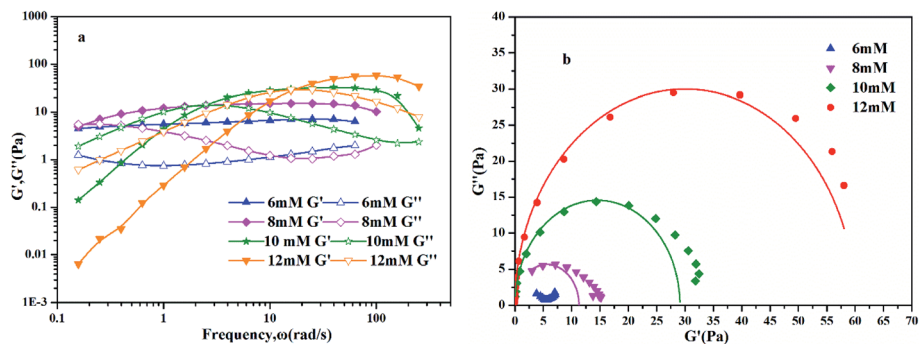 a
G',G''(Pa)
1000
100
10
1
0.1
0.01
1E-3
0.1
1
10
100
Frequency,ω(rad/s)
6mM G' 6mM G''
8mM G' 8mM G''
10 mM G' 10mM G''
12mM G' 12mM G''
b
G''(Pa)
35
30
25
20
15
10
5
0
0 5 10 15 20 25 30 35 40 45 50 55 60 65 70
G'(Pa)
6mM
8mM
10mM
12mM